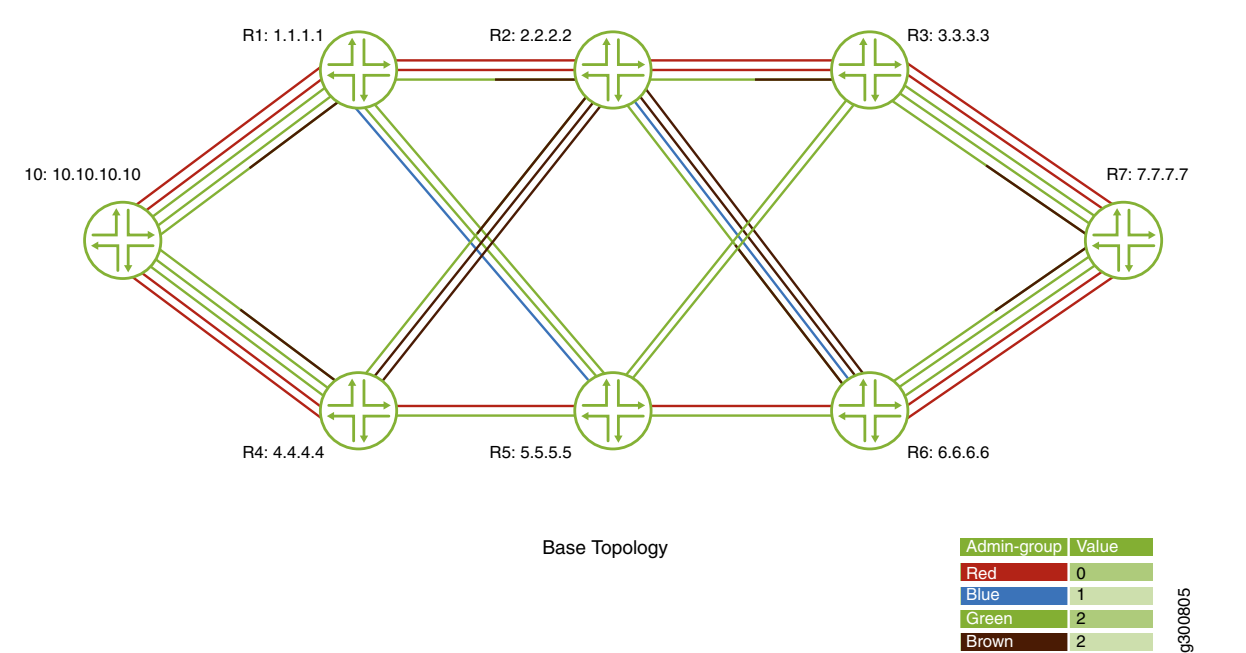 R1: 1.1.1.1
R2: 2.2.2.2
R3: 3.3.3.3
10: 10.10.10.10
R7: 7.7.7.7
R4: 4.4.4.4
R5: 5.5.5.5
R6: 6.6.6.6
Base Topology
Admin-group Value
Red 0
Blue 1
Green 2
Brown 2
g300805